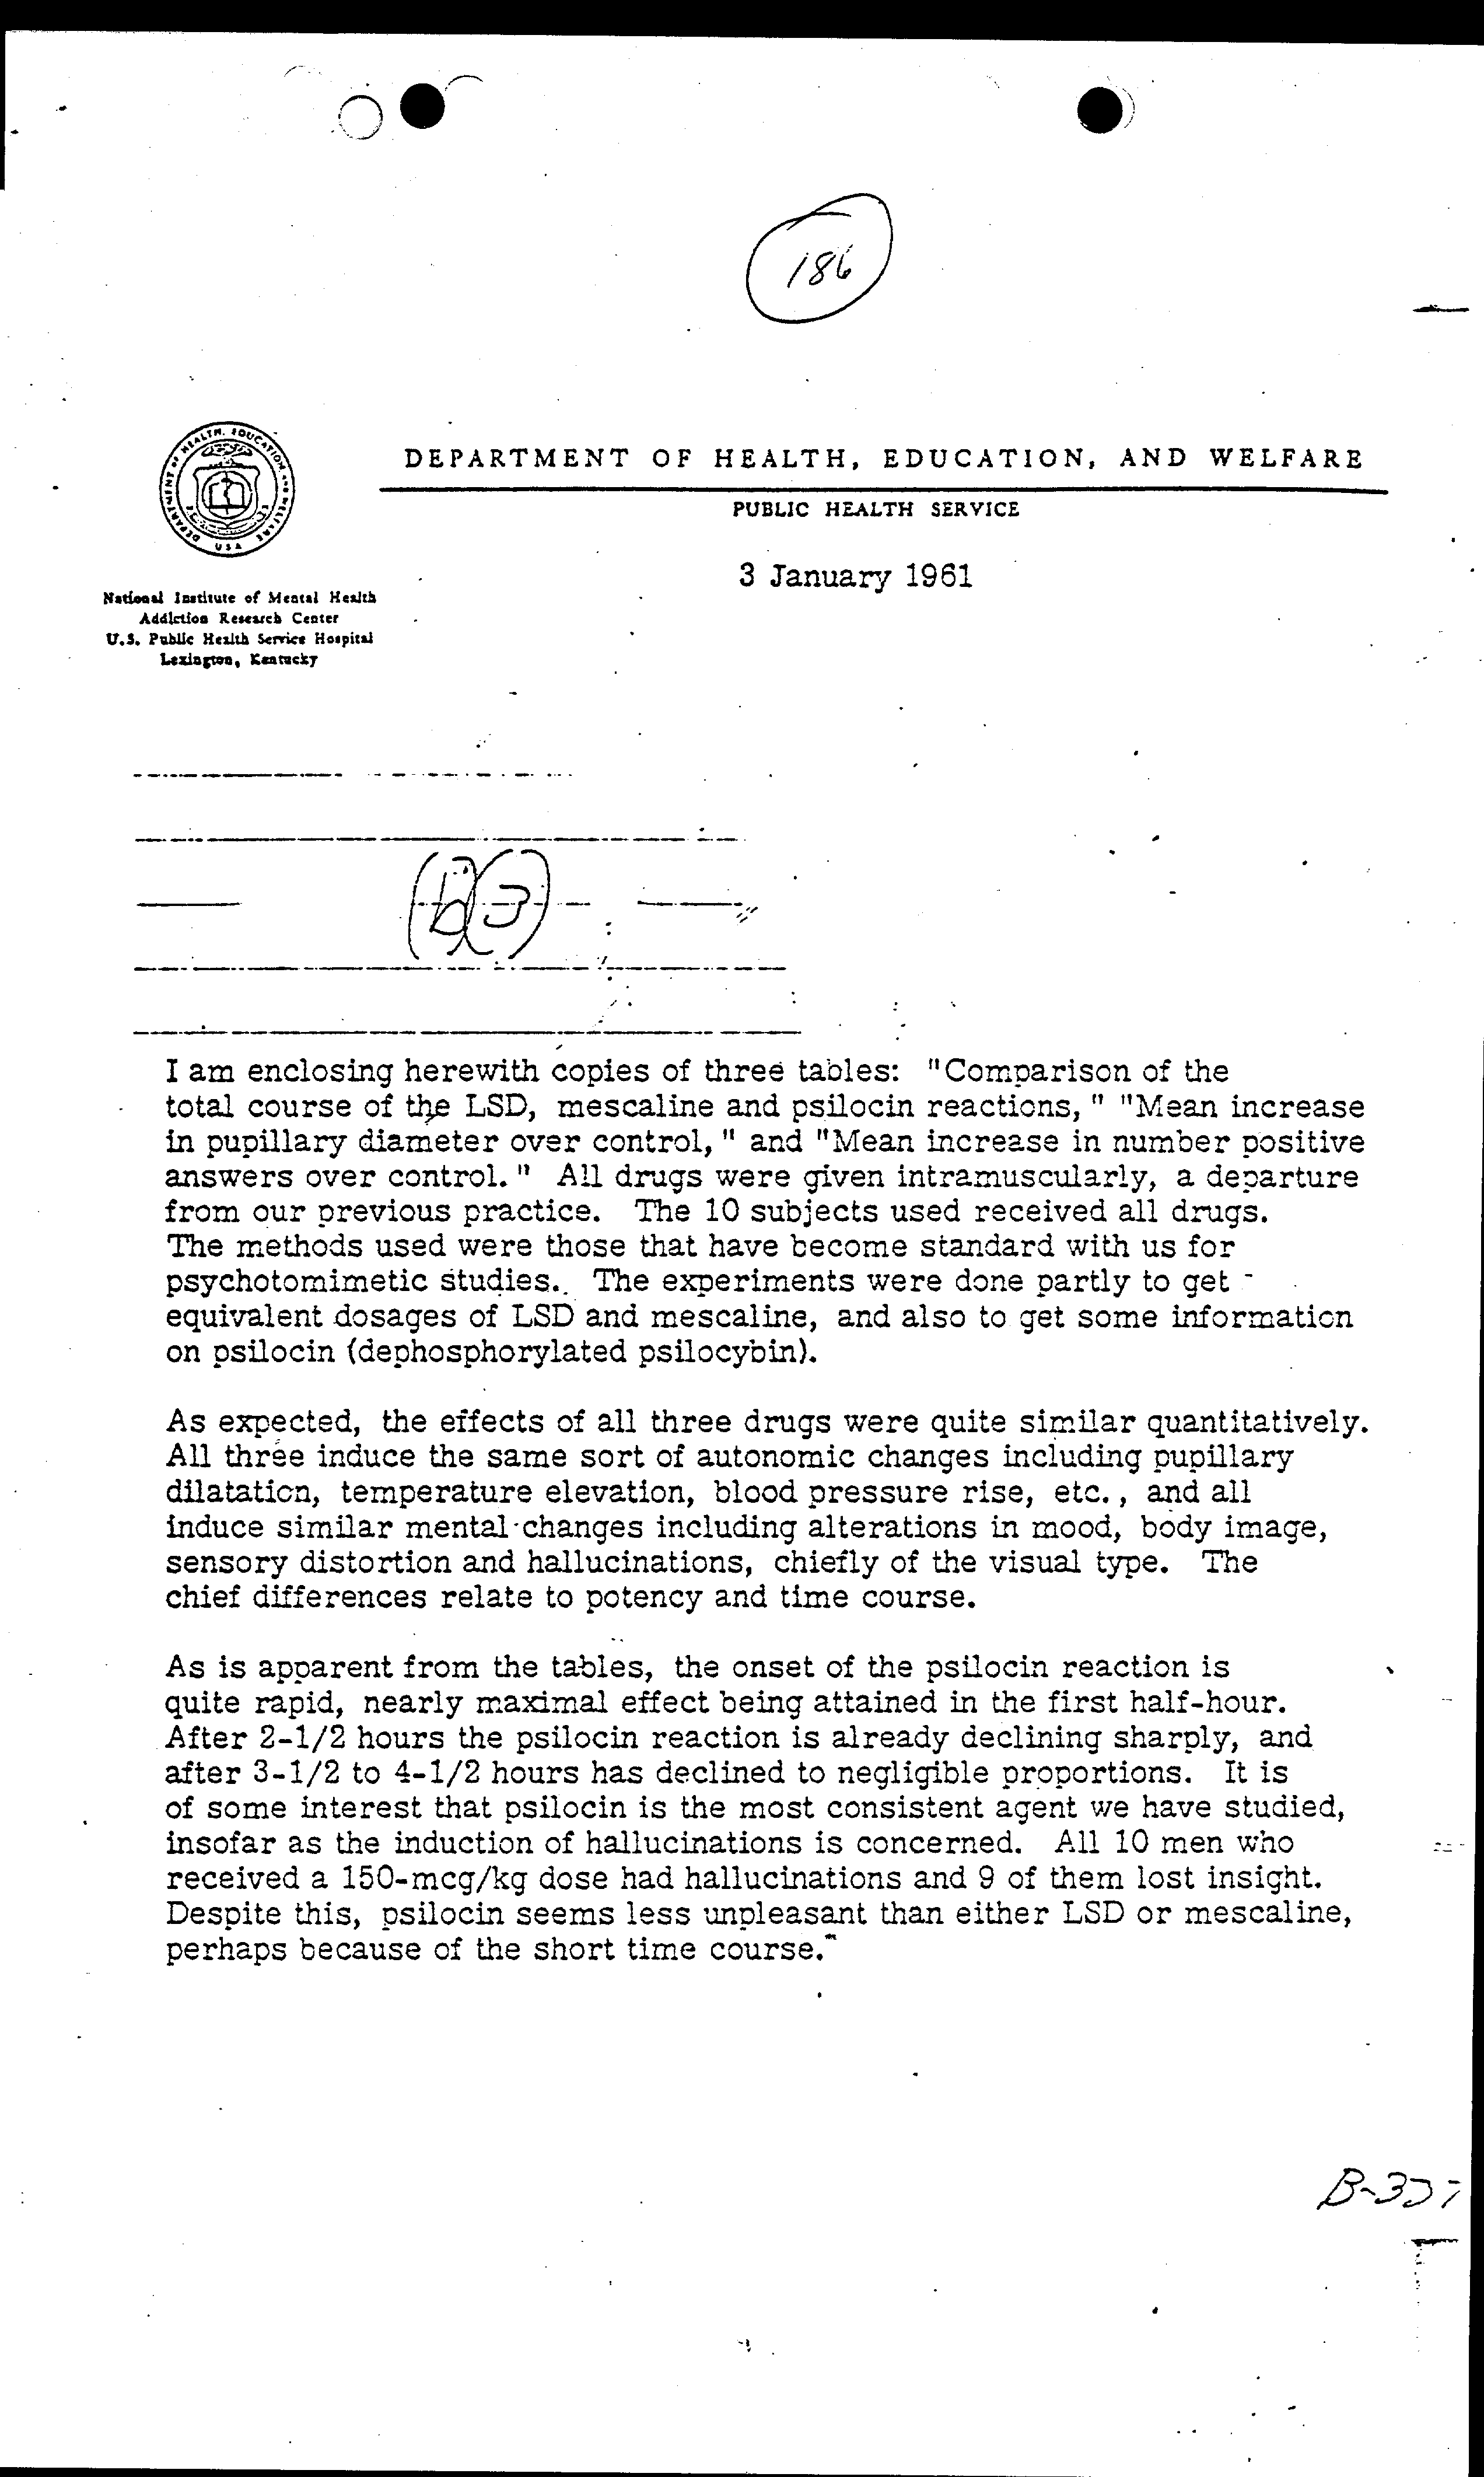 186
DEPARTMENT OF HEALTH, EDUCATION, AND WELFARE
DEPARTMENT OF HEALTH, EDUCATION AND WELFARE
USA
PUBLIC HEALTH SERVICE
3 January 1961
National Institute of Mental Health
Addiction Research Center
U.S. Public Health Service Hospital
Lexington, Kentucky
(b)(3)
I am enclosing herewith copies of three tables: "Comparison of the
total course of the LSD, mescaline and psilocin reactions," "Mean increase
in pupillary diameter over control," and "Mean increase in number positive
answers over control." All drugs were given intramuscularly, a departure
from our previous practice. The 10 subjects used received all drugs.
The methods used were those that have become standard with us for
psychotomimetic studies. The experiments were done partly to get
equivalent dosages of LSD and mescaline, and also to get some information
on psilocin (dephosphorylated psilocybin).
As expected, the effects of all three drugs were quite similar quantitatively.
All three induce the same sort of autonomic changes including pupillary
dilatation, temperature elevation, blood pressure rise, etc., and all
induce similar mental changes including alterations in mood, body image,
sensory distortion and hallucinations, chiefly of the visual type. The
chief differences relate to potency and time course.
As is apparent from the tables, the onset of the psilocin reaction is
quite rapid, nearly maximal effect being attained in the first half-hour.
After 2-1/2 hours the psilocin reaction is already declining sharply, and
after 3-1/2 to 4-1/2 hours has declined to negligible proportions. It is
of some interest that psilocin is the most consistent agent we have studied,
insofar as the induction of hallucinations is concerned. All 10 men who
received a 150-mcg/kg dose had hallucinations and 9 of them lost insight.
Despite this, psilocin seems less unpleasant than either LSD or mescaline,
perhaps because of the short time course.